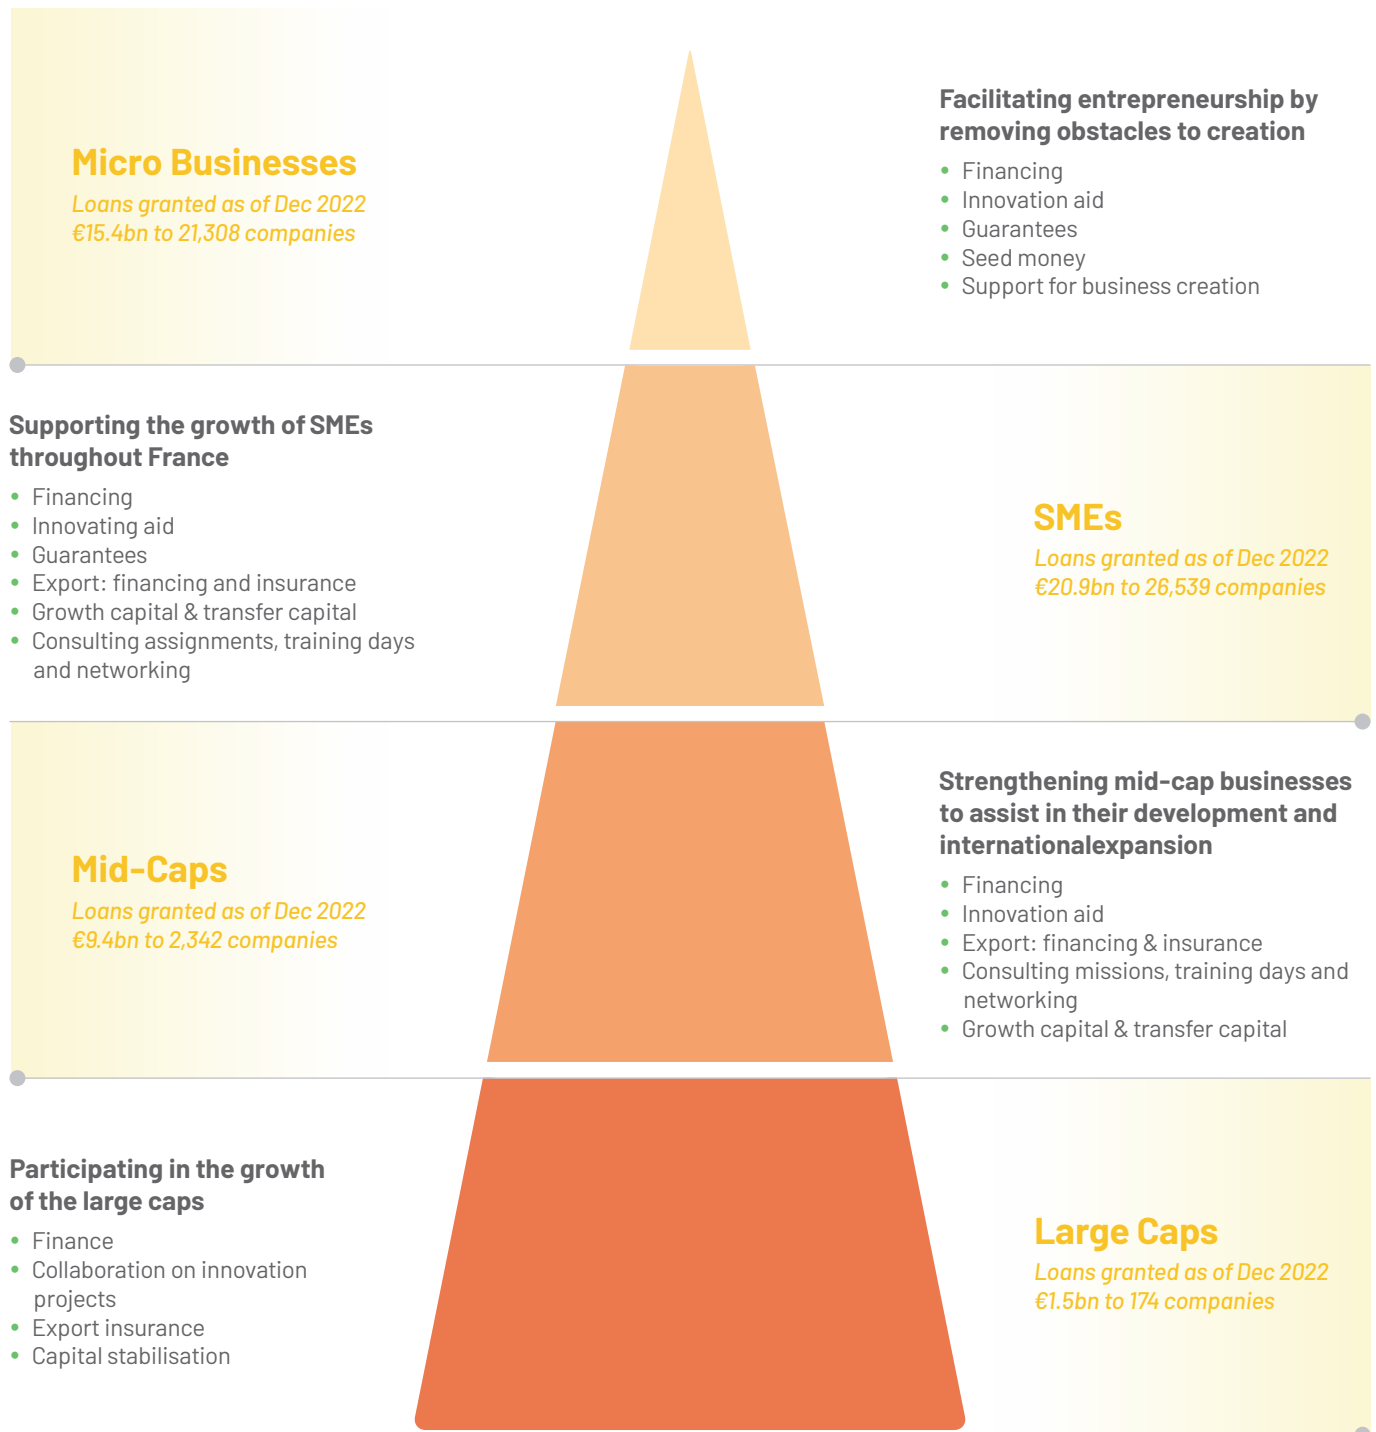 Micro Businesses
Loans granted as of Dec 2022
€15.4bn to 21,308 companies
Facilitating entrepreneurship by
removing obstacles to creation
• Financing
• Innovation aid
• Guarantees
• Seed money
• Support for business creation
Supporting the growth of SMEs
throughout France
• Financing
• Innovating aid
• Guarantees
• Export: financing and insurance
• Growth capital & transfer capital
• Consulting assignments, training days
and networking
SMEs
Loans granted as of Dec 2022
€20.9bn to 26,539 companies
Mid-Caps
Loans granted as of Dec 2022
€9.4bn to 2,342 companies
Strengthening mid-cap businesses
to assist in their development and
internationalexpansion
• Financing
• Innovation aid
• Export: financing & insurance
• Consulting missions, training days and
networking
• Growth capital & transfer capital
Participating in the growth
of the large caps
• Finance
• Collaboration on innovation
projects
• Export insurance
• Capital stabilisation
Large Caps
Loans granted as of Dec 2022
€1.5bn to 174 companies